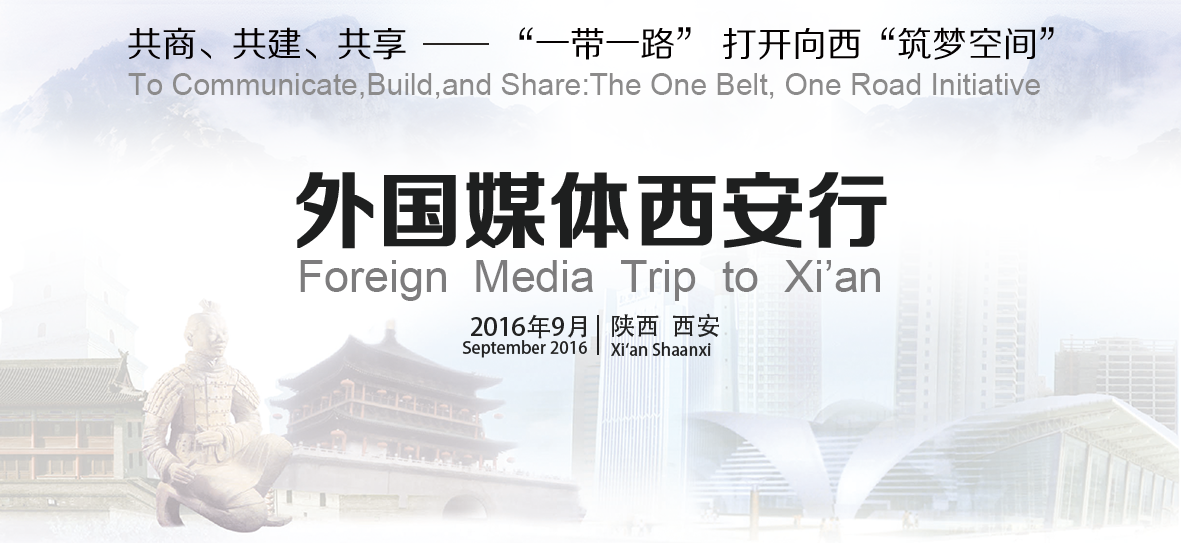 共商、共建、共享 —— “一带一路” 打开向西“筑梦空间”
To Communicate,Build,and Share:The One Belt, One Road Initiative
外国媒体西安行
Foreign Media Trip to Xi’an
2016年9月 | 陕西 西安
September 2016 | Xi‘an Shaanxi